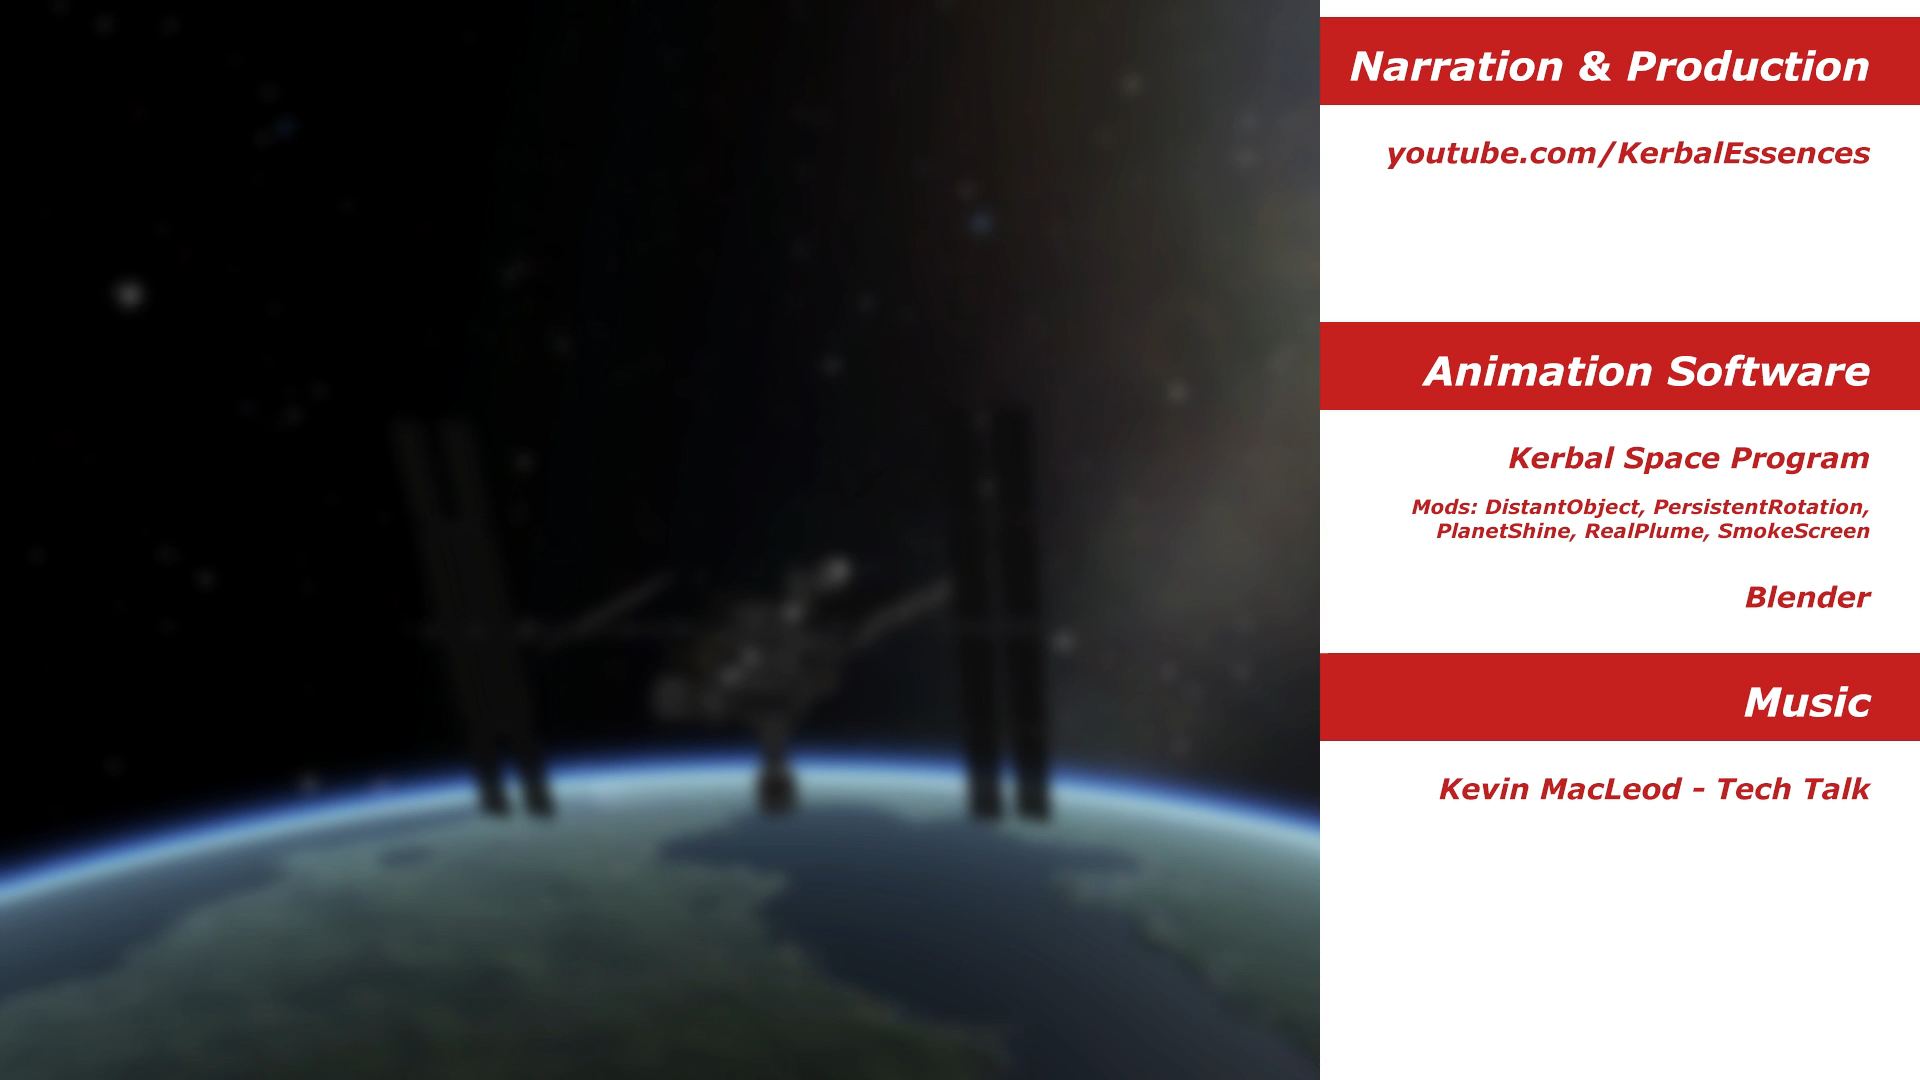 Narration & Production
youtube.com/KerbalEssences
Animation Software
Kerbal Space Program
Mods: DistantObject, PersistentRotation,
PlanetShine, RealPlume, SmokeScreen
Blender
Music
Kevin MacLeod - Tech Talk